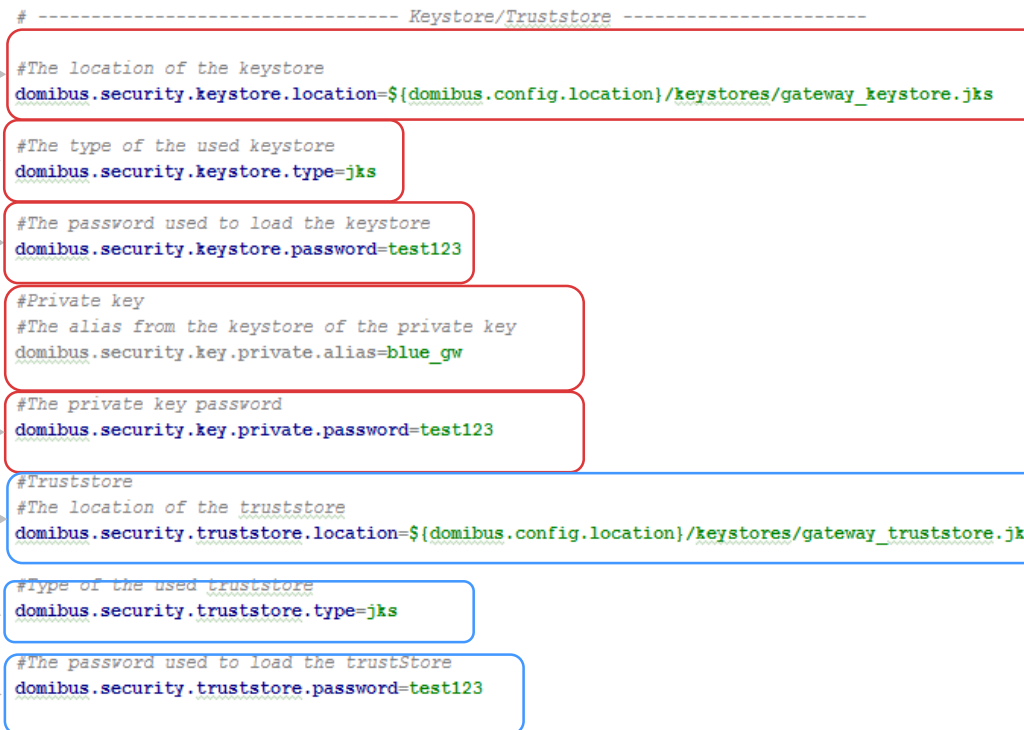 # ---------------------------------- Keystore/Truststore -----------------------
#The location of the keystore
domibus.security.keystore.location=${domibus.config.location}/keystores/gateway_keystore.jks
#The type of the used keystore
domibus.security.keystore.type=jks
#The password used to load the keystore
domibus.security.keystore.password=test123
#Private key
#The alias from the keystore of the private key
domibus.security.key.private.alias=blue_gw
#The private key password
domibus.security.key.private.password=test123
#Truststore
#The location of the truststore
domibus.security.truststore.location=${domibus.config.location}/keystores/gateway_truststore.jk
#Type of the used truststore
domibus.security.truststore.type=jks
#The password used to load the trustStore
domibus.security.truststore.password=test123